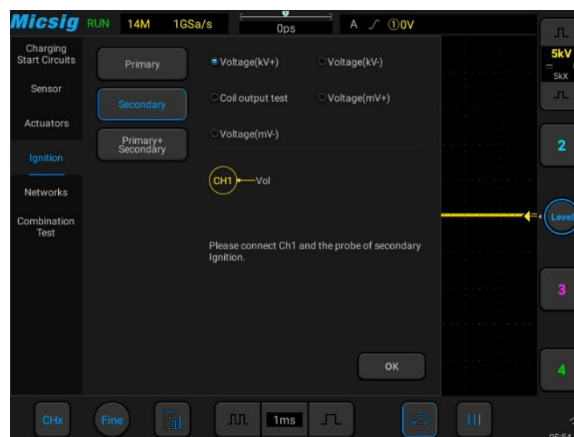 Micsig RUN 14M 1GSa/s 0ps A ①0V
Charging
Start Circuits
Sensor
Actuators
Ignition
Networks
Combination
Test
Primary
Secondary
Primary+
Secondary
Voltage(kV+) Voltage(kV-)
Coil output test Voltage(mV+)
Voltage(mV-)
CH1 Vol
Please connect Ch1 and the probe of secondary
Ignition.
OK
5kV
5kX
2
Level
3
4
CHx Fine 1ms